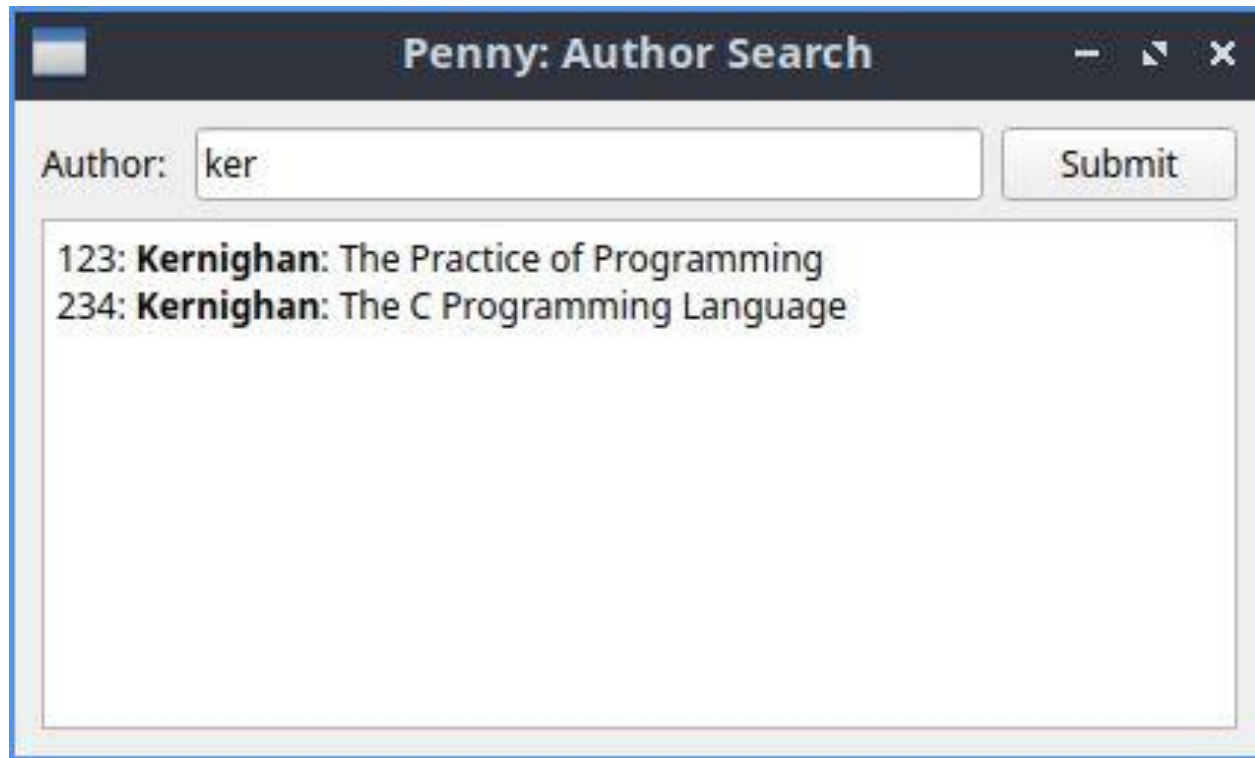 Penny: Author Search
Author: ker Submit
123: Kernighan: The Practice of Programming
234: Kernighan: The C Programming Language